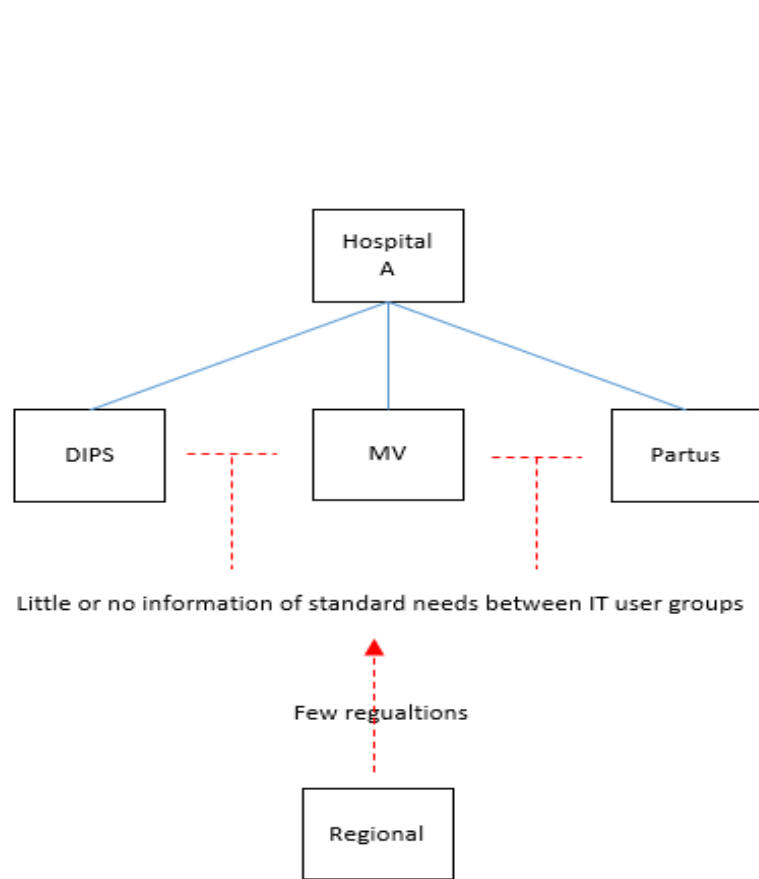 Hospital
A
DIPS
MV
Partus
Little or no information of standard needs between IT user groups
Few regualtions
Regional